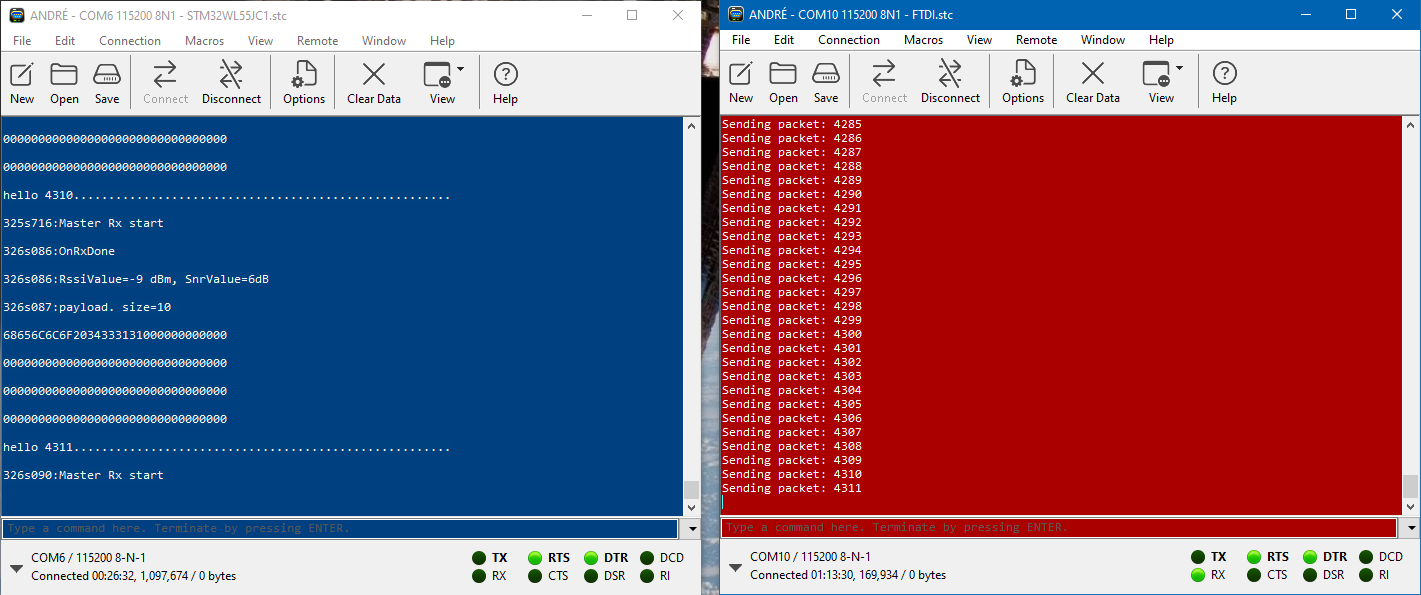 ANDRÉ - COM6 115200 8N1 - STM32WL55JC1.stc
File Edit Connection Macros View Remote Window Help
New Open Save Connect Disconnect Options Clear Data View Help
00000000000000000000000000000000
00000000000000000000000000000000
hello 4310......................................................
325s716:Master Rx start
326s086:OnRxDone
326s086:RssiValue=-9 dBm, SnrValue=6dB
326s087:payload. size=10
68656C6C6F2034333131000000000000
00000000000000000000000000000000
00000000000000000000000000000000
00000000000000000000000000000000
hello 4311......................................................
326s090:Master Rx start
Type a command here. Terminate by pressing ENTER.
COM6 / 115200 8-N-1
Connected 00:26:32, 1,097,674 / 0 bytes
TX RTS DTR DCD
RX CTS DSR RI
ANDRÉ - COM10 115200 8N1 - FTDI.stc
File Edit Connection Macros View Remote Window Help
New Open Save Connect Disconnect Options Clear Data View Help
Sending packet: 4285
Sending packet: 4286
Sending packet: 4287
Sending packet: 4288
Sending packet: 4289
Sending packet: 4290
Sending packet: 4291
Sending packet: 4292
Sending packet: 4293
Sending packet: 4294
Sending packet: 4295
Sending packet: 4296
Sending packet: 4297
Sending packet: 4298
Sending packet: 4299
Sending packet: 4300
Sending packet: 4301
Sending packet: 4302
Sending packet: 4303
Sending packet: 4304
Sending packet: 4305
Sending packet: 4306
Sending packet: 4307
Sending packet: 4308
Sending packet: 4309
Sending packet: 4310
Sending packet: 4311
Type a command here. Terminate by pressing ENTER.
COM10 / 115200 8-N-1
Connected 01:13:30, 169,934 / 0 bytes
TX RTS DTR DCD
RX CTS DSR RI